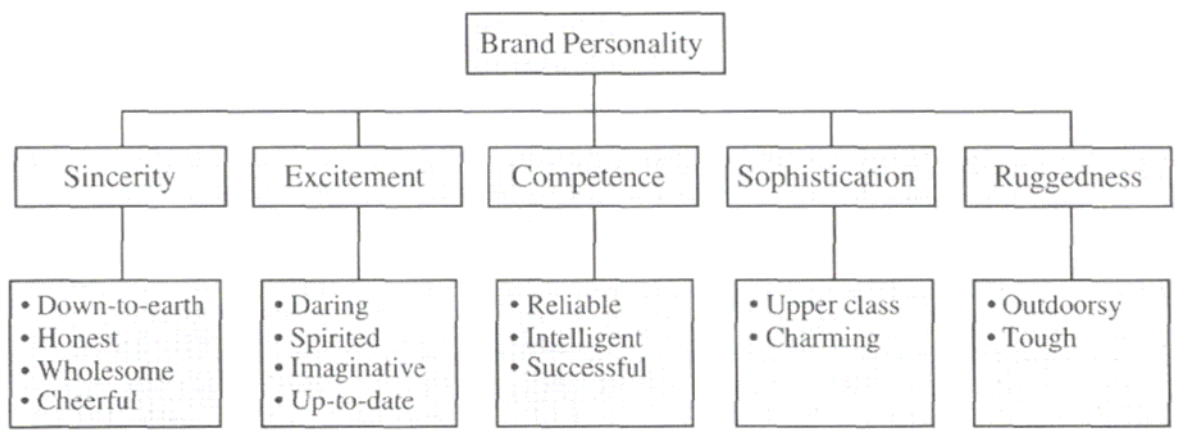 Brand Personality
Sincerity
Excitement
Competence
Sophistication
Ruggedness
• Down-to-earth
• Honest
• Wholesome
• Cheerful
• Daring
• Spirited
• Imaginative
• Up-to-date
• Reliable
• Intelligent
• Successful
• Upper class
• Charming
• Outdoorsy
• Tough